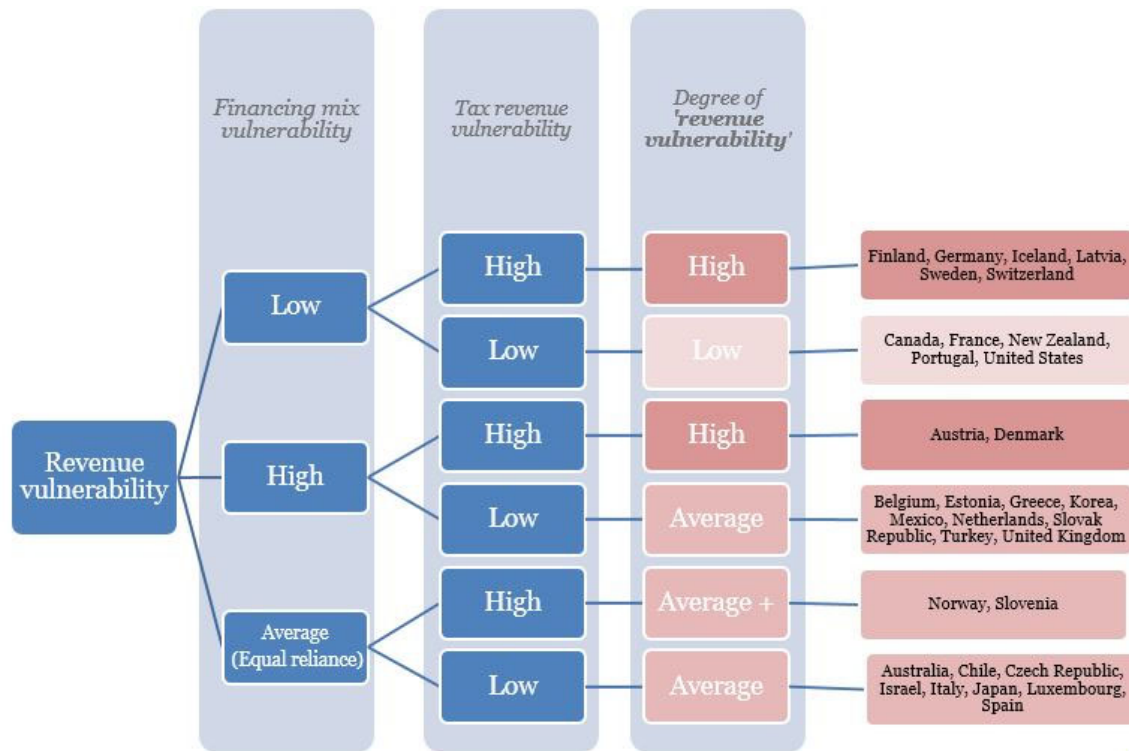 Financing mix
vulnerability
Tax revenue
vulnerability
Degree of
'revenue
vulnerability'
Revenue
vulnerability
Low
High
High
Finland, Germany, Iceland, Latvia,
Sweden, Switzerland
Low
Low
Canada, France, New Zealand,
Portugal, United States
High
High
High
Austria, Denmark
Low
Average
Belgium, Estonia, Greece, Korea,
Mexico, Netherlands, Slovak
Republic, Turkey, United Kingdom
Average
(Equal reliance)
High
Average +
Norway, Slovenia
Low
Average
Australia, Chile, Czech Republic,
Israel, Italy, Japan, Luxembourg,
Spain